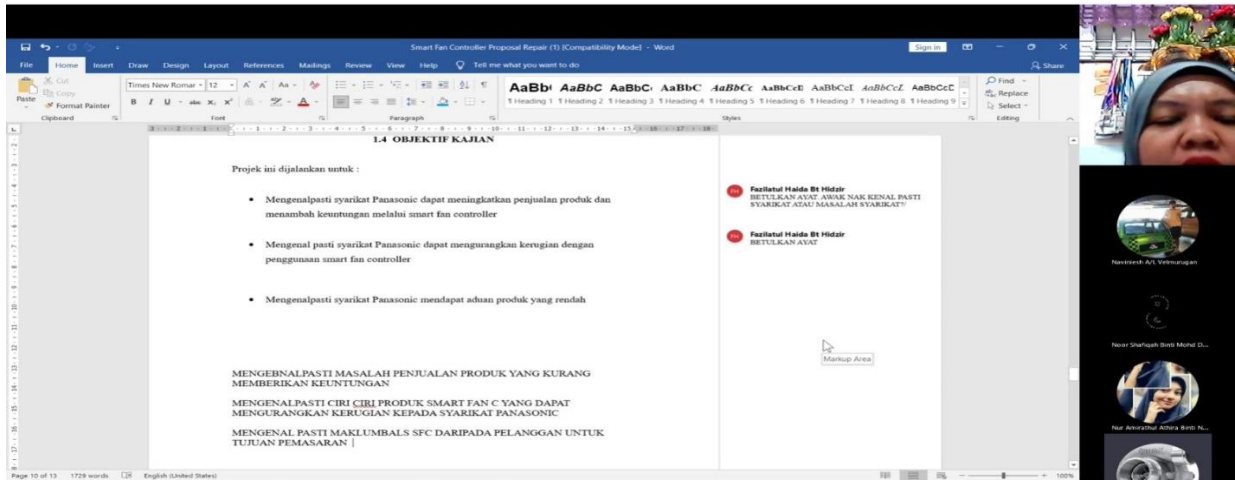 Smart Fan Controller Proposal Repair (1) [Compatibility Mode] - Word
Sign in
File Home Insert Draw Design Layout References Mailings Review View Help Tell me what you want to do
Share
Cut
Copy
Paste
Format Painter
Clipboard
Times New Romar 12
Font
Paragraph
AaBb AaBbC AaBbC AaBbC AaBbCc AaBbCcD AaBbCcI AaBbCcL AaBbCcD
¶ Heading 1 ¶ Heading 2 ¶ Heading 3 ¶ Heading 4 ¶ Heading 5 ¶ Heading 6 ¶ Heading 7 ¶ Heading 8 ¶ Heading 9
Styles
Find
Replace
Select
Editing
1.4 OBJEKTIF KAJIAN
Projek ini dijalankan untuk :
• Mengenalpasti syarikat Panasonic dapat meningkatkan penjualan produk dan
menambah keuntungan melalui smart fan controller
• Mengenal pasti syarikat Panasonic dapat mengurangkan kerugian dengan
penggunaan smart fan controller
• Mengenalpasti syarikat Panasonic mendapat aduan produk yang rendah
MENGEBNALPASTI MASALAH PENJUALAN PRODUK YANG KURANG
MEMBERIKAN KEUNTUNGAN
MENGENALPASTI CIRI CIRI PRODUK SMART FAN C YANG DAPAT
MENGURANGKAN KERUGIAN KEPADA SYARIKAT PANASONIC
MENGENAL PASTI MAKLUMBALS SFC DARIPADA PELANGGAN UNTUK
TUJUAN PEMASARAN
FH Fazilatul Haida Bt Hidzir
BETULKAN AYAT. AWAK NAK KENAL PASTI
SYARIKAT ATAU MASALAH SYARIKAT?/
FH Fazilatul Haida Bt Hidzir
BETULKAN AYAT
Markup Area
Naviniesh A/L Velmurugan
Noor Shafiqah Binti Mohd D...
Nur Amirathul Athira Binti N...
Page 10 of 13 1729 words English (United States)
100%